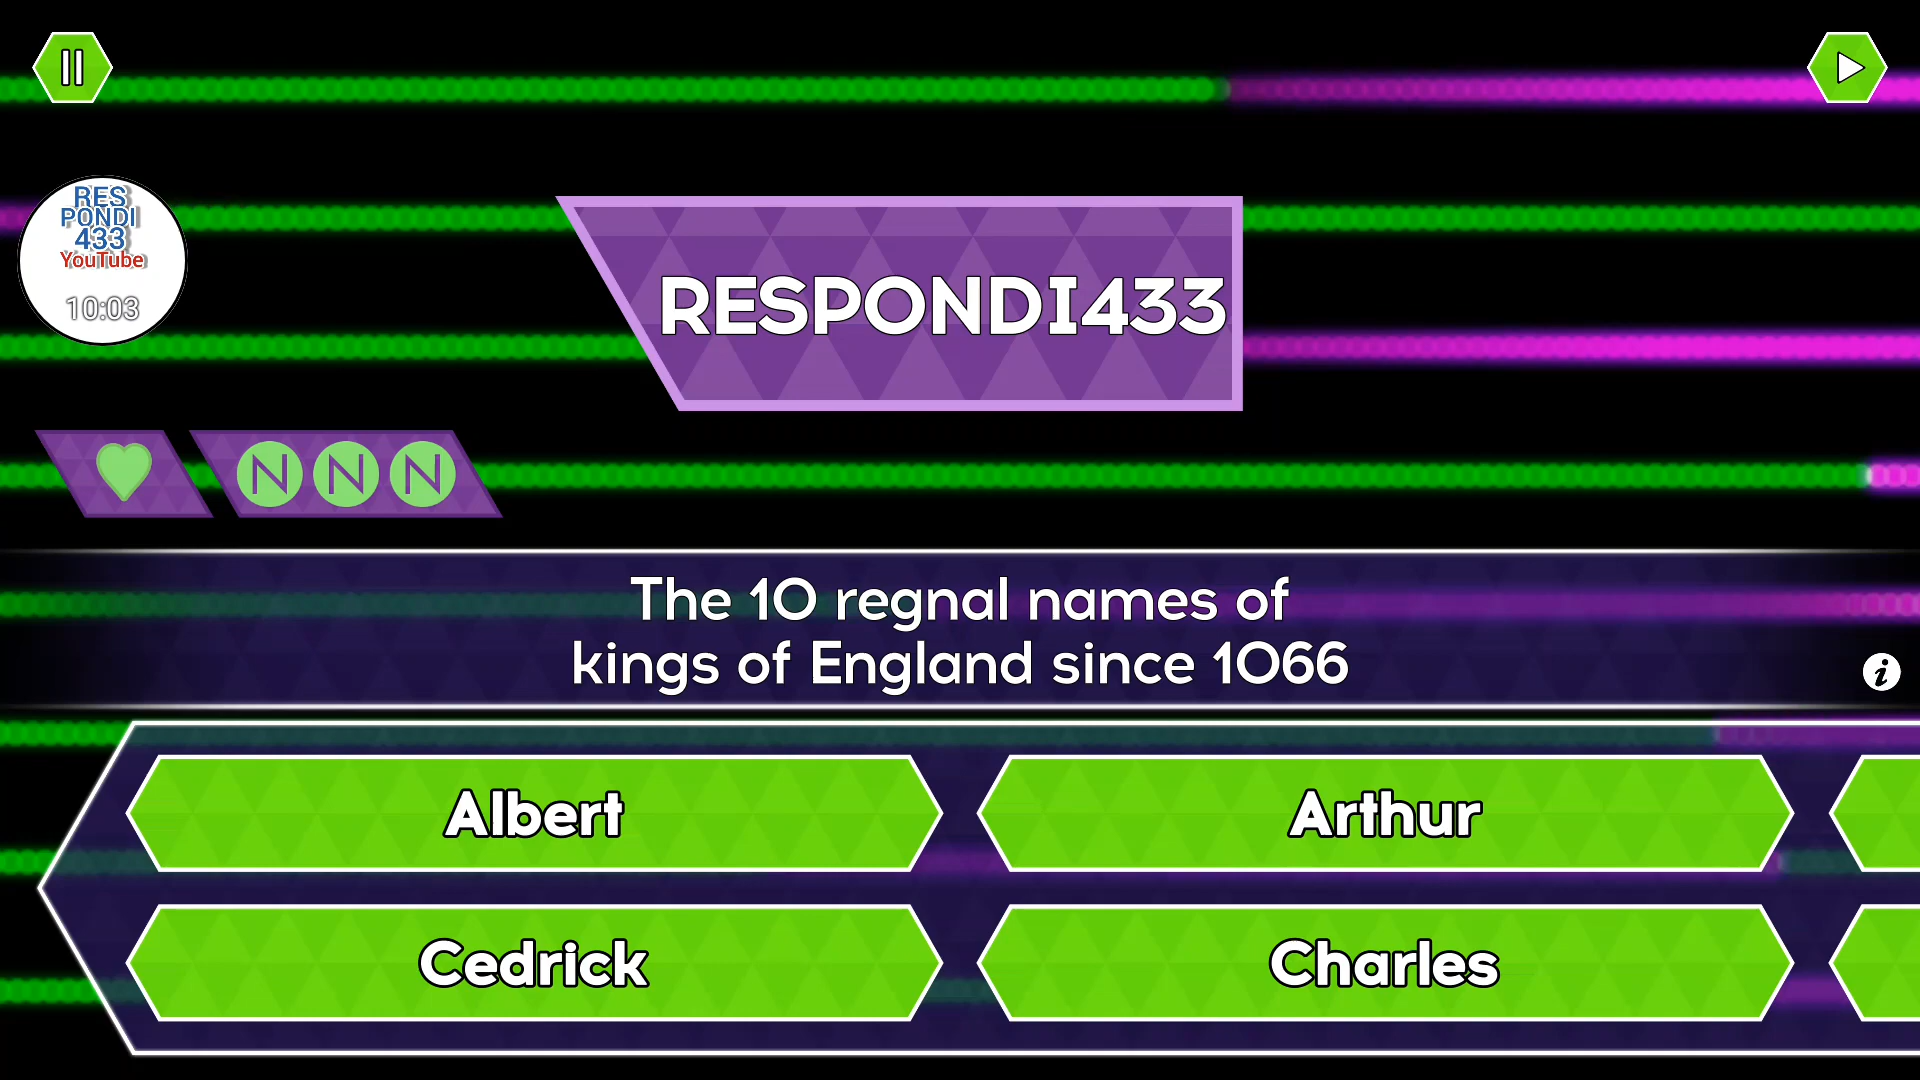 RES
PONDI
433
YouTube
10:03
RESPONDI433
N N N
The 10 regnal names of
kings of England since 1066
i
Albert
Arthur
Cedrick
Charles